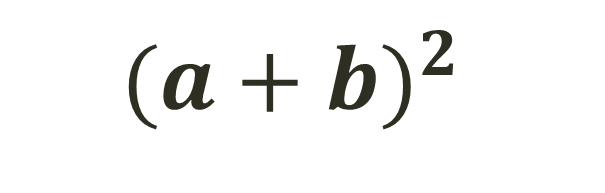 (a + b)²